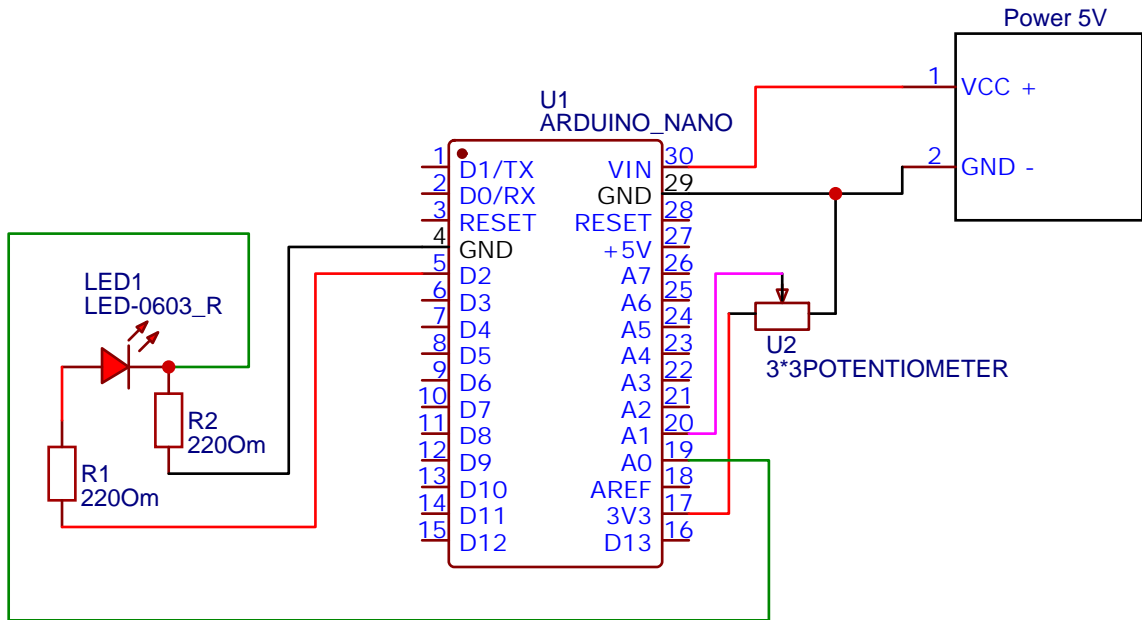 Power 5V
1 VCC +
2 GND -
U1
ARDUINO_NANO
1 D1/TX
2 D0/RX
3 RESET
4 GND
5 D2
6 D3
7 D4
8 D5
9 D6
10 D7
11 D8
12 D9
13 D10
14 D11
15 D12
VIN 30
GND 29
RESET 28
+5V 27
A7 26
A6 25
A5 24
A4 23
A3 22
A2 21
A1 20
A0 19
AREF 18
3V3 17
D13 16
LED1
LED-0603_R
R2
220Om
R1
220Om
U2
3*3POTENTIOMETER